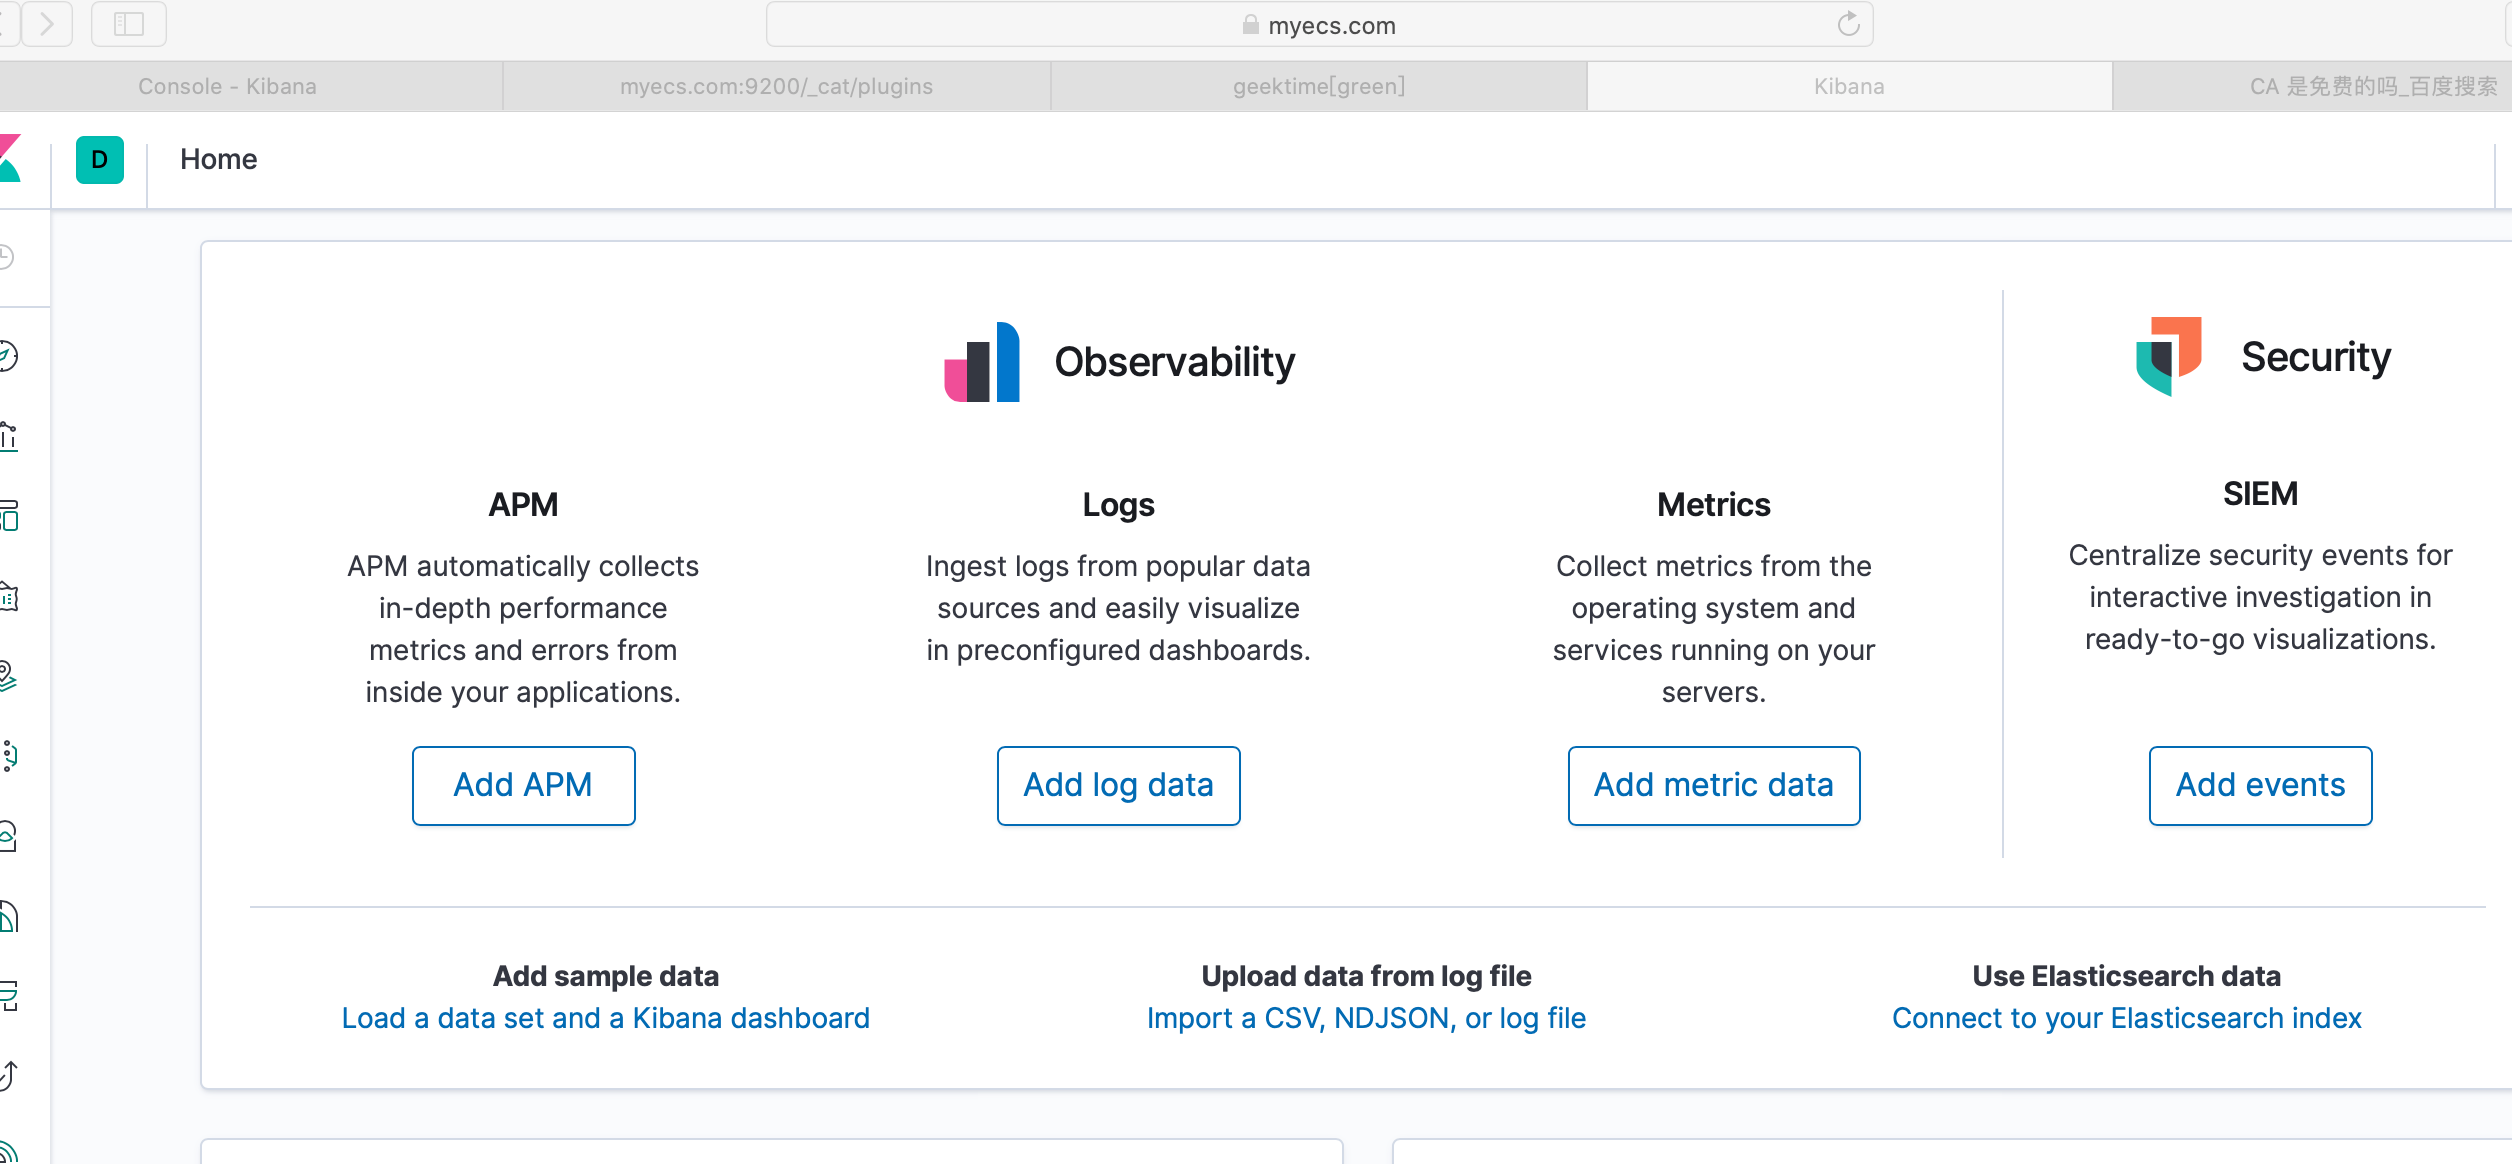 myecs.com
Console - Kibana
myecs.com:9200/_cat/plugins
geektime[green]
Kibana
CA 是免费的吗_百度搜索
D
Home
Observability
Security
APM
APM automatically collects
in-depth performance
metrics and errors from
inside your applications.
Add APM
Logs
Ingest logs from popular data
sources and easily visualize
in preconfigured dashboards.
Add log data
Metrics
Collect metrics from the
operating system and
services running on your
servers.
Add metric data
SIEM
Centralize security events for
interactive investigation in
ready-to-go visualizations.
Add events
Add sample data
Load a data set and a Kibana dashboard
Upload data from log file
Import a CSV, NDJSON, or log file
Use Elasticsearch data
Connect to your Elasticsearch index